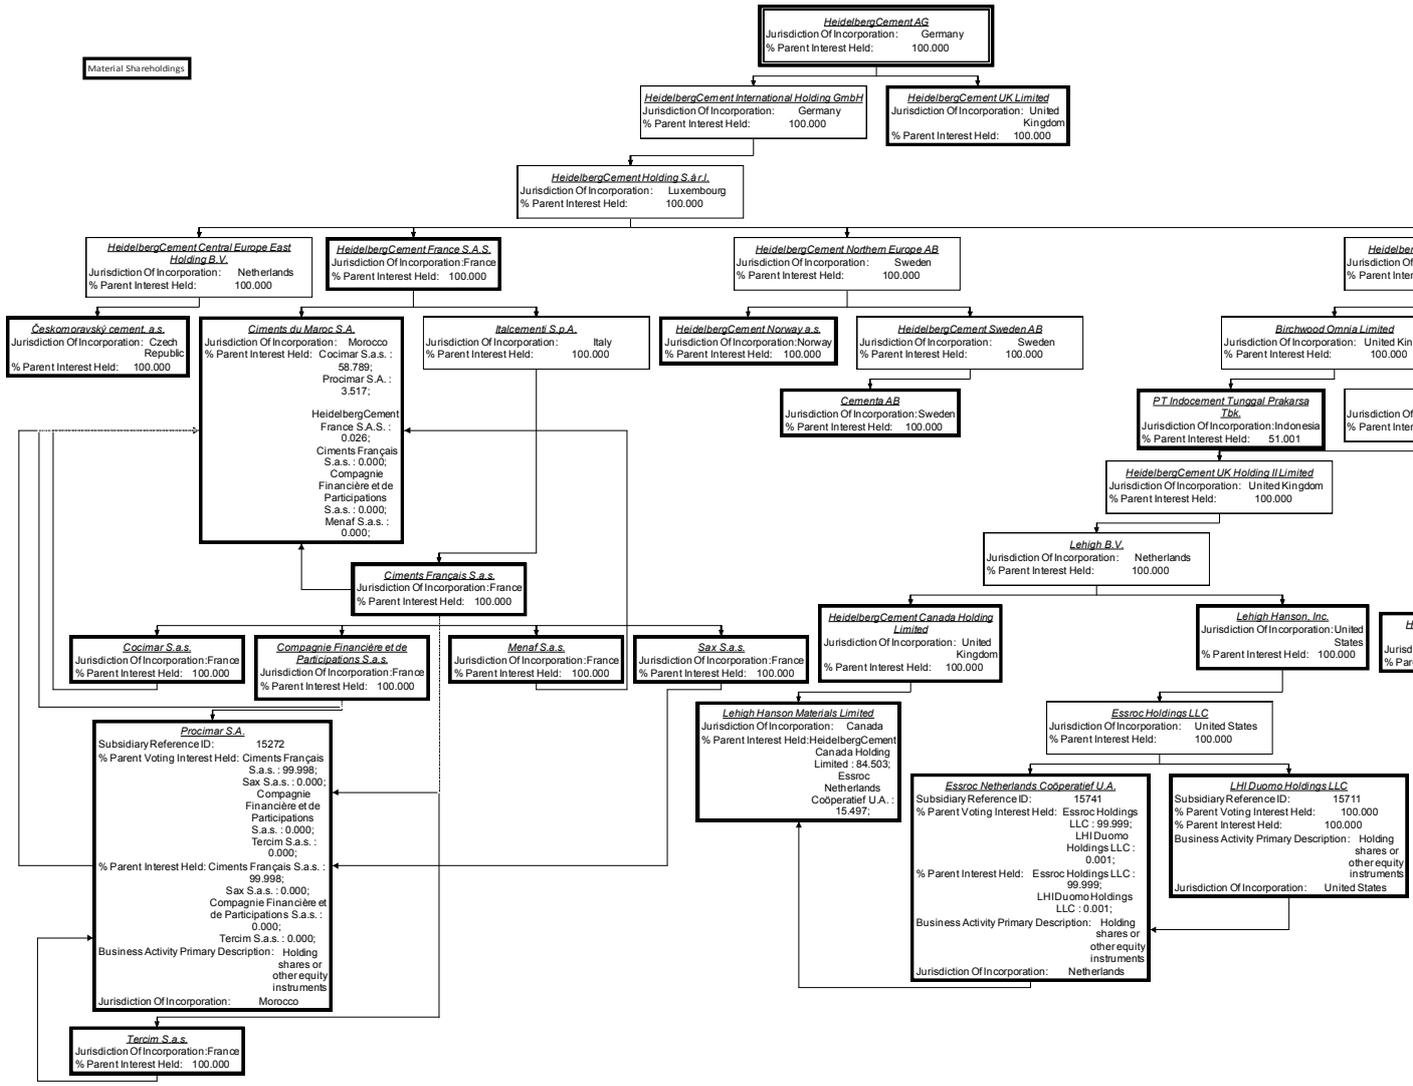 HeidelbergCement AG
Jurisdiction Of Incorporation: Germany
% Parent Interest Held: 100.000
Material Shareholdings
HeidelbergCement International Holding GmbH
Jurisdiction Of Incorporation: Germany
% Parent Interest Held: 100.000
HeidelbergCement UK Limited
Jurisdiction Of Incorporation: United
Kingdom
% Parent Interest Held: 100.000
HeidelbergCement Holding S.à r.l.
Jurisdiction Of Incorporation: Luxembourg
% Parent Interest Held: 100.000
HeidelbergCement Central Europe East
Holding B.V.
Jurisdiction Of Incorporation: Netherlands
% Parent Interest Held: 100.000
HeidelbergCement France S.A.S.
Jurisdiction Of Incorporation: France
% Parent Interest Held: 100.000
HeidelbergCement Northern Europe AB
Jurisdiction Of Incorporation: Sweden
% Parent Interest Held: 100.000
Heidelber
Jurisdiction Of
% Parent Inter
Českomoravský cement, a.s.
Jurisdiction Of Incorporation: Czech
Republic
% Parent Interest Held: 100.000
Ciments du Maroc S.A.
Jurisdiction Of Incorporation: Morocco
% Parent Interest Held: Cocimar S.a.s. :
58.789;
Procimar S.A. :
3.517;
HeidelbergCement
France S.A.S. :
0.026;
Ciments Français
S.a.s. : 0.000;
Compagnie
Financière et de
Participations
S.a.s. : 0.000;
Menaf S.a.s. :
0.000;
Italcementi S.p.A.
Jurisdiction Of Incorporation: Italy
% Parent Interest Held: 100.000
HeidelbergCement Norway a.s.
Jurisdiction Of Incorporation: Norway
% Parent Interest Held: 100.000
HeidelbergCement Sweden AB
Jurisdiction Of Incorporation: Sweden
% Parent Interest Held: 100.000
Birchwood Omnia Limited
Jurisdiction Of Incorporation: United Kin
% Parent Interest Held: 100.000
Cementa AB
Jurisdiction Of Incorporation: Sweden
% Parent Interest Held: 100.000
PT Indocement Tunggal Prakarsa
Tbk.
Jurisdiction Of Incorporation: Indonesia
% Parent Interest Held: 51.001
Jurisdiction Of
% Parent Inter
HeidelbergCement UK Holding II Limited
Jurisdiction Of Incorporation: United Kingdom
% Parent Interest Held: 100.000
Lehigh B.V.
Jurisdiction Of Incorporation: Netherlands
% Parent Interest Held: 100.000
Ciments Français S.a.s.
Jurisdiction Of Incorporation: France
% Parent Interest Held: 100.000
HeidelbergCement Canada Holding
Limited
Jurisdiction Of Incorporation: United
Kingdom
% Parent Interest Held: 100.000
Lehigh Hanson, Inc.
Jurisdiction Of Incorporation: United
States
% Parent Interest Held: 100.000
H
Jurisd
% Par
Cocimar S.a.s.
Jurisdiction Of Incorporation: France
% Parent Interest Held: 100.000
Compagnie Financière et de
Participations S.a.s.
Jurisdiction Of Incorporation: France
% Parent Interest Held: 100.000
Menaf S.a.s.
Jurisdiction Of Incorporation: France
% Parent Interest Held: 100.000
Sax S.a.s.
Jurisdiction Of Incorporation: France
% Parent Interest Held: 100.000
Lehigh Hanson Materials Limited
Jurisdiction Of Incorporation: Canada
% Parent Interest Held: HeidelbergCement
Canada Holding
Limited : 84.503;
Essroc
Netherlands
Coöperatief U.A. :
15.497;
Essroc Holdings LLC
Jurisdiction Of Incorporation: United States
% Parent Interest Held: 100.000
Procimar S.A.
Subsidiary Reference ID: 15272
% Parent Voting Interest Held: Ciments Français
S.a.s. : 99.998;
Sax S.a.s. : 0.000;
Compagnie
Financière et de
Participations
S.a.s. : 0.000;
Tercim S.a.s. :
0.000;
% Parent Interest Held: Ciments Français S.a.s. :
99.998;
Sax S.a.s. : 0.000;
Compagnie Financière et
de Participations S.a.s. :
0.000;
Tercim S.a.s. : 0.000;
Business Activity Primary Description: Holding
shares or
other equity
instruments
Jurisdiction Of Incorporation: Morocco
Essroc Netherlands Coöperatief U.A.
Subsidiary Reference ID: 15741
% Parent Voting Interest Held: Essroc Holdings
LLC : 99.999;
LHI Duomo
Holdings LLC :
0.001;
% Parent Interest Held: Essroc Holdings LLC :
99.999;
LHI Duomo Holdings
LLC : 0.001;
Business Activity Primary Description: Holding
shares or
other equity
instruments
Jurisdiction Of Incorporation: Netherlands
LHI Duomo Holdings LLC
Subsidiary Reference ID: 15711
% Parent Voting Interest Held: 100.000
% Parent Interest Held: 100.000
Business Activity Primary Description: Holding
shares or
other equity
instruments
Jurisdiction Of Incorporation: United States
Tercim S.a.s.
Jurisdiction Of Incorporation: France
% Parent Interest Held: 100.000